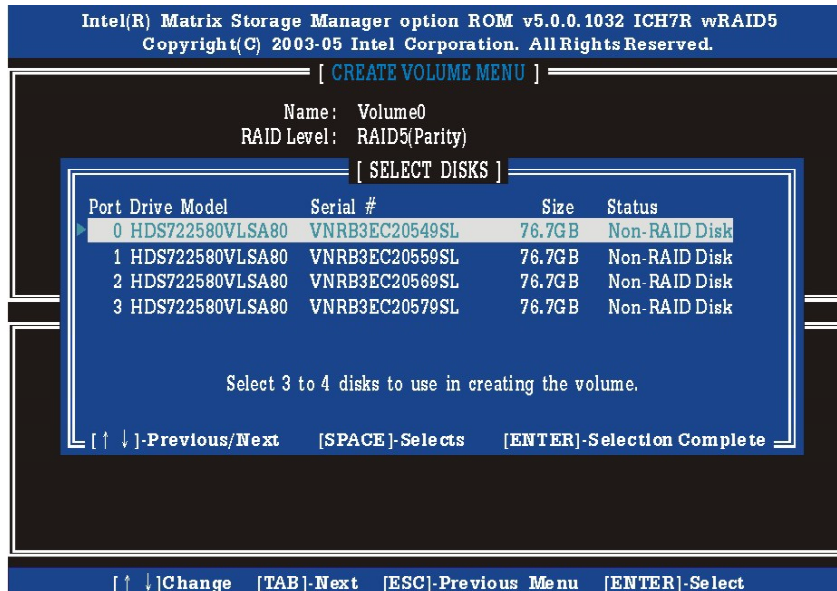 Intel(R) Matrix Storage Manager option ROM v5.0.0.1032 ICH7R wRAID5
Copyright(C) 2003-05 Intel Corporation. All Rights Reserved.
[ CREATE VOLUME MENU ]
Name: Volume0
RAID Level: RAID5(Parity)
[ SELECT DISKS ]
Port Drive Model Serial # Size Status
0 HDS722580VLSA80 VNRB3EC20549SL 76.7GB Non-RAID Disk
1 HDS722580VLSA80 VNRB3EC20559SL 76.7GB Non-RAID Disk
2 HDS722580VLSA80 VNRB3EC20569SL 76.7GB Non-RAID Disk
3 HDS722580VLSA80 VNRB3EC20579SL 76.7GB Non-RAID Disk
Select 3 to 4 disks to use in creating the volume.
[↑ ↓]-Previous/Next [SPACE]-Selects [ENTER]-Selection Complete
[↑ ↓]Change [TAB]-Next [ESC]-Previous Menu [ENTER]-Select